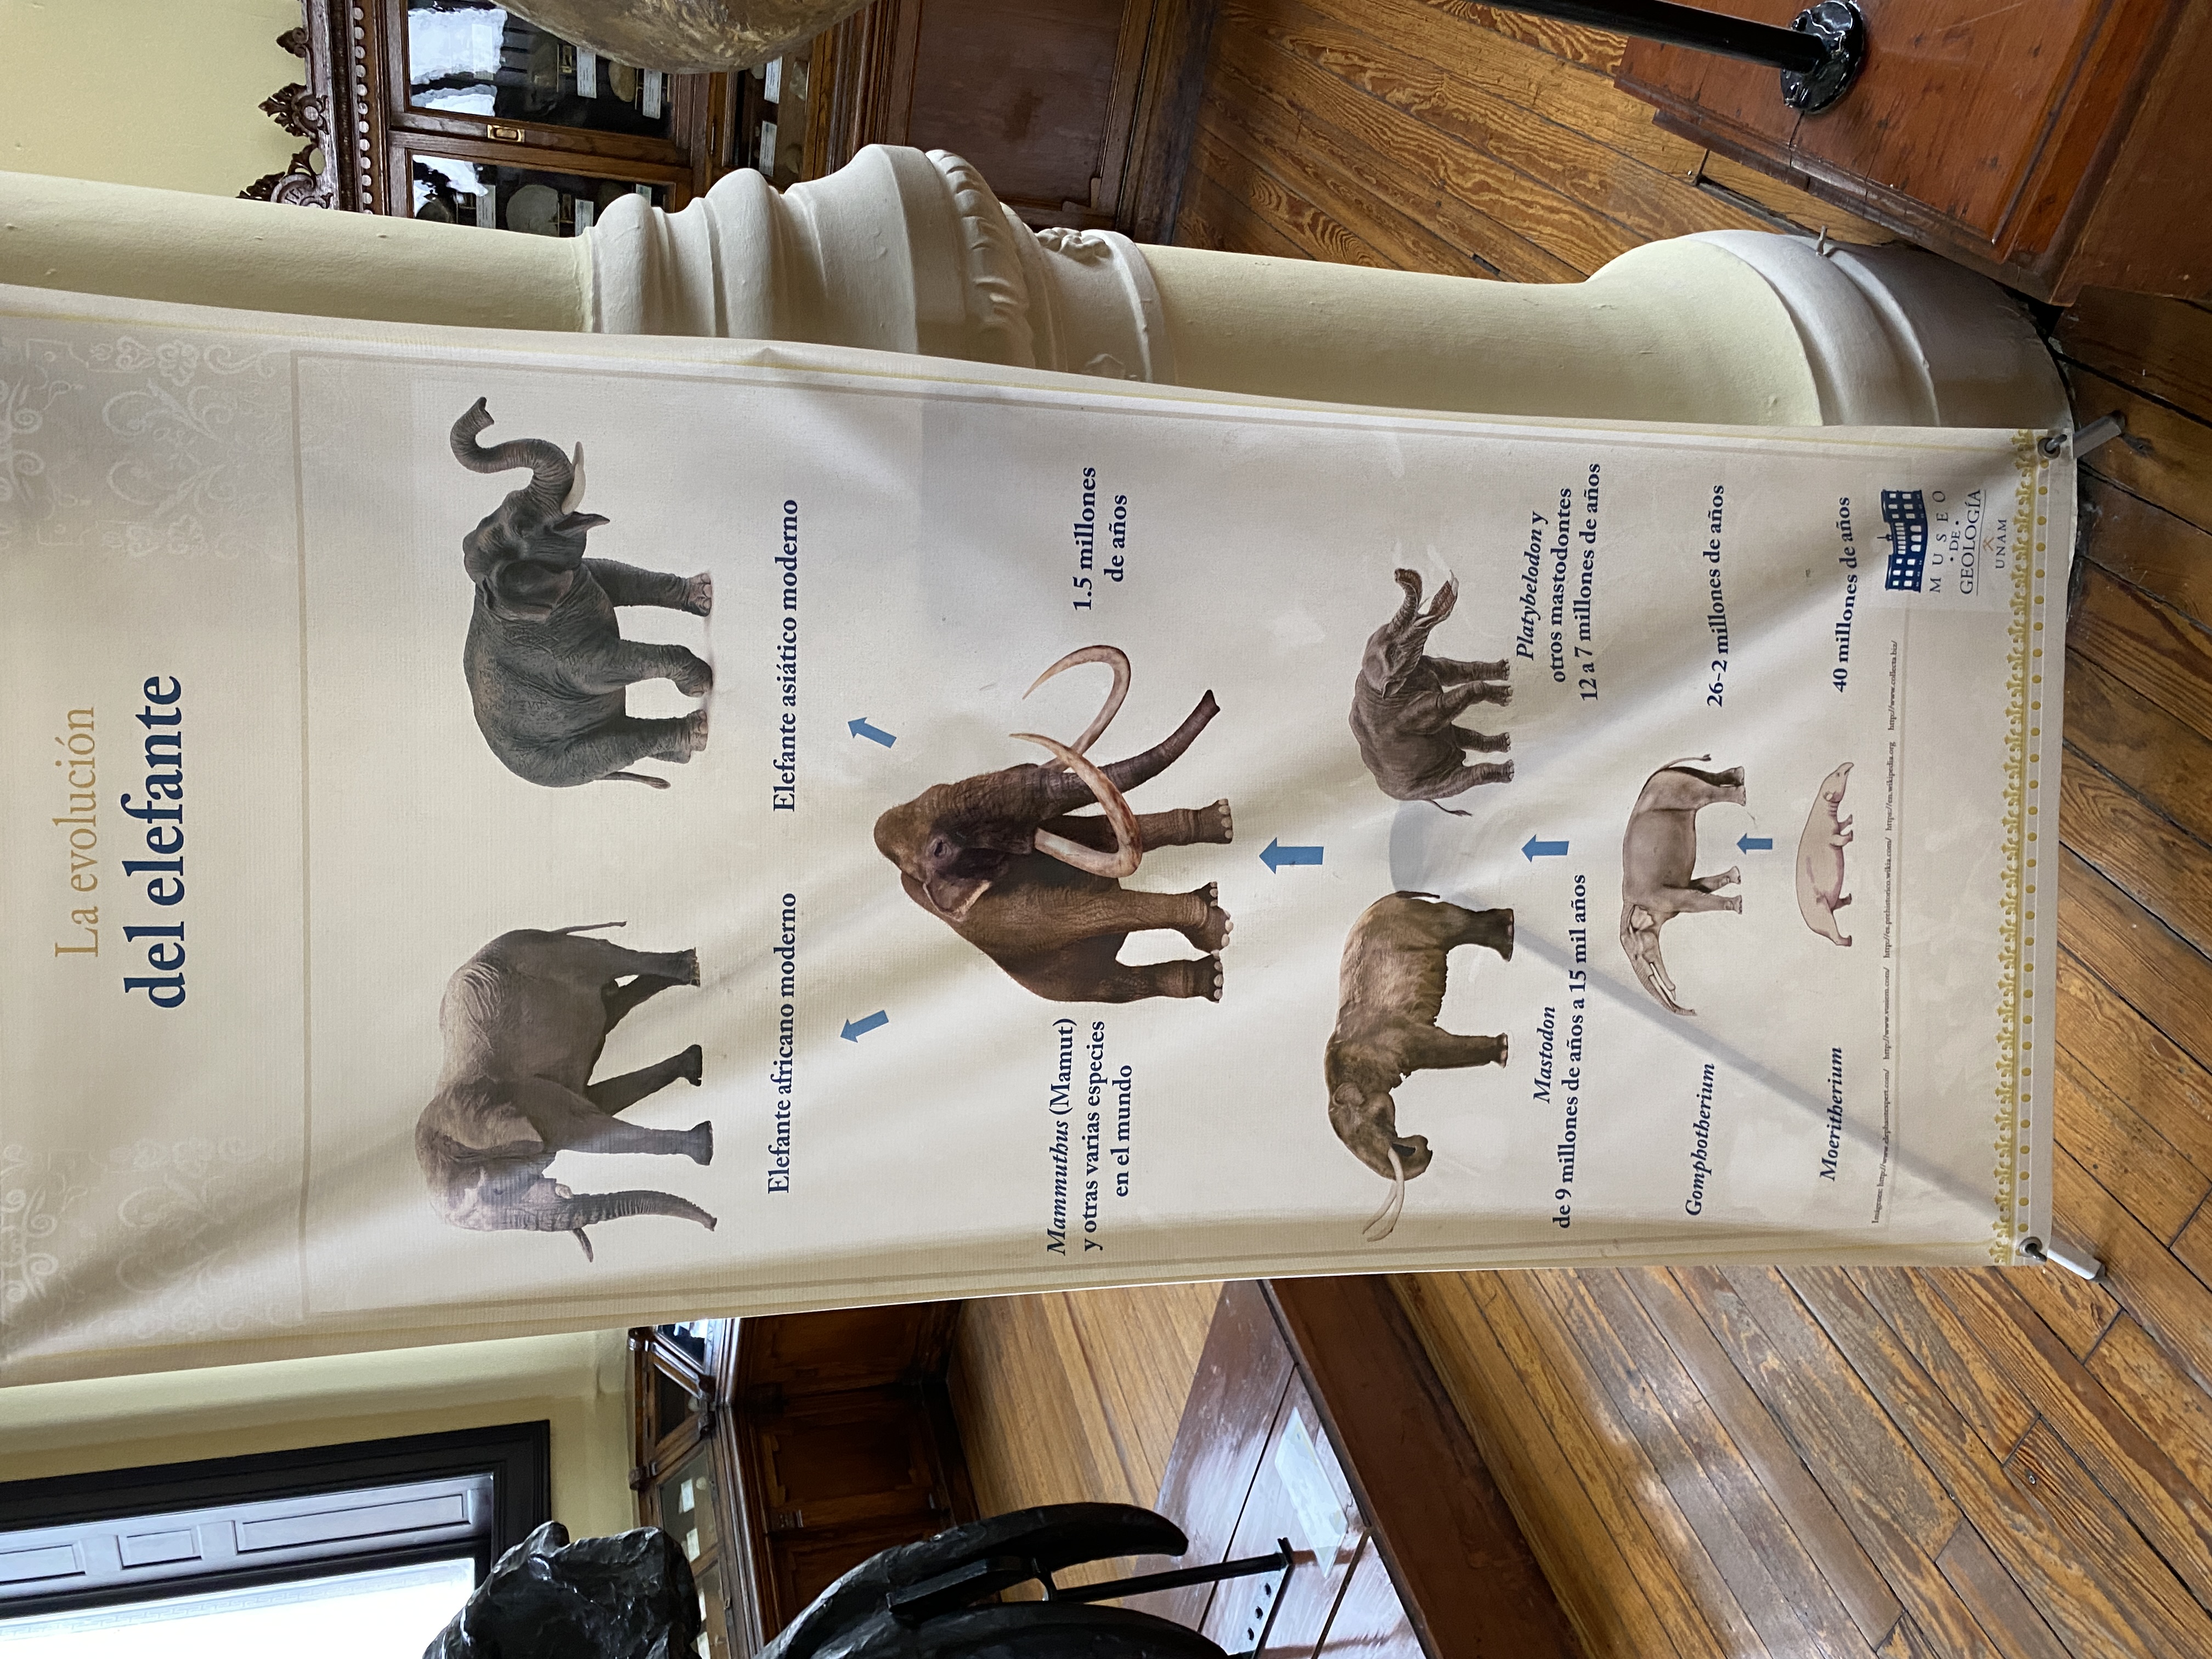 La evolución
del elefante
Elefante africano moderno
Elefante asiático moderno
Mammuthus (Mamut)
y otras varias especies
en el mundo
1.5 millones
de años
Mastodon
de 9 millones de años a 15 mil años
Platybelodon y
otros mastodontes
12 a 7 millones de años
Gomphotherium
26-2 millones de años
Moeritherium
40 millones de años
Imágenes: http://www.elephantexpert.com/ http://www.vusiem.com/ http://es.prehistorico.wikia.com/ https://en.wikipedia.org http://www.collecta.biz/
MUSEO
• DE •
GEOLOGÍA
UNAM